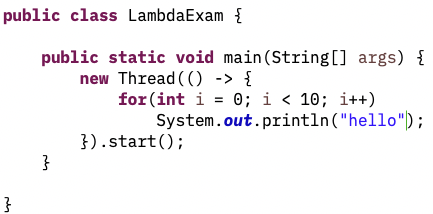 public class LambdaExam {

    public static void main(String[] args) {
        new Thread(() -> {
            for(int i = 0; i < 10; i++)
                System.out.println("hello");
        }).start();
    }

}